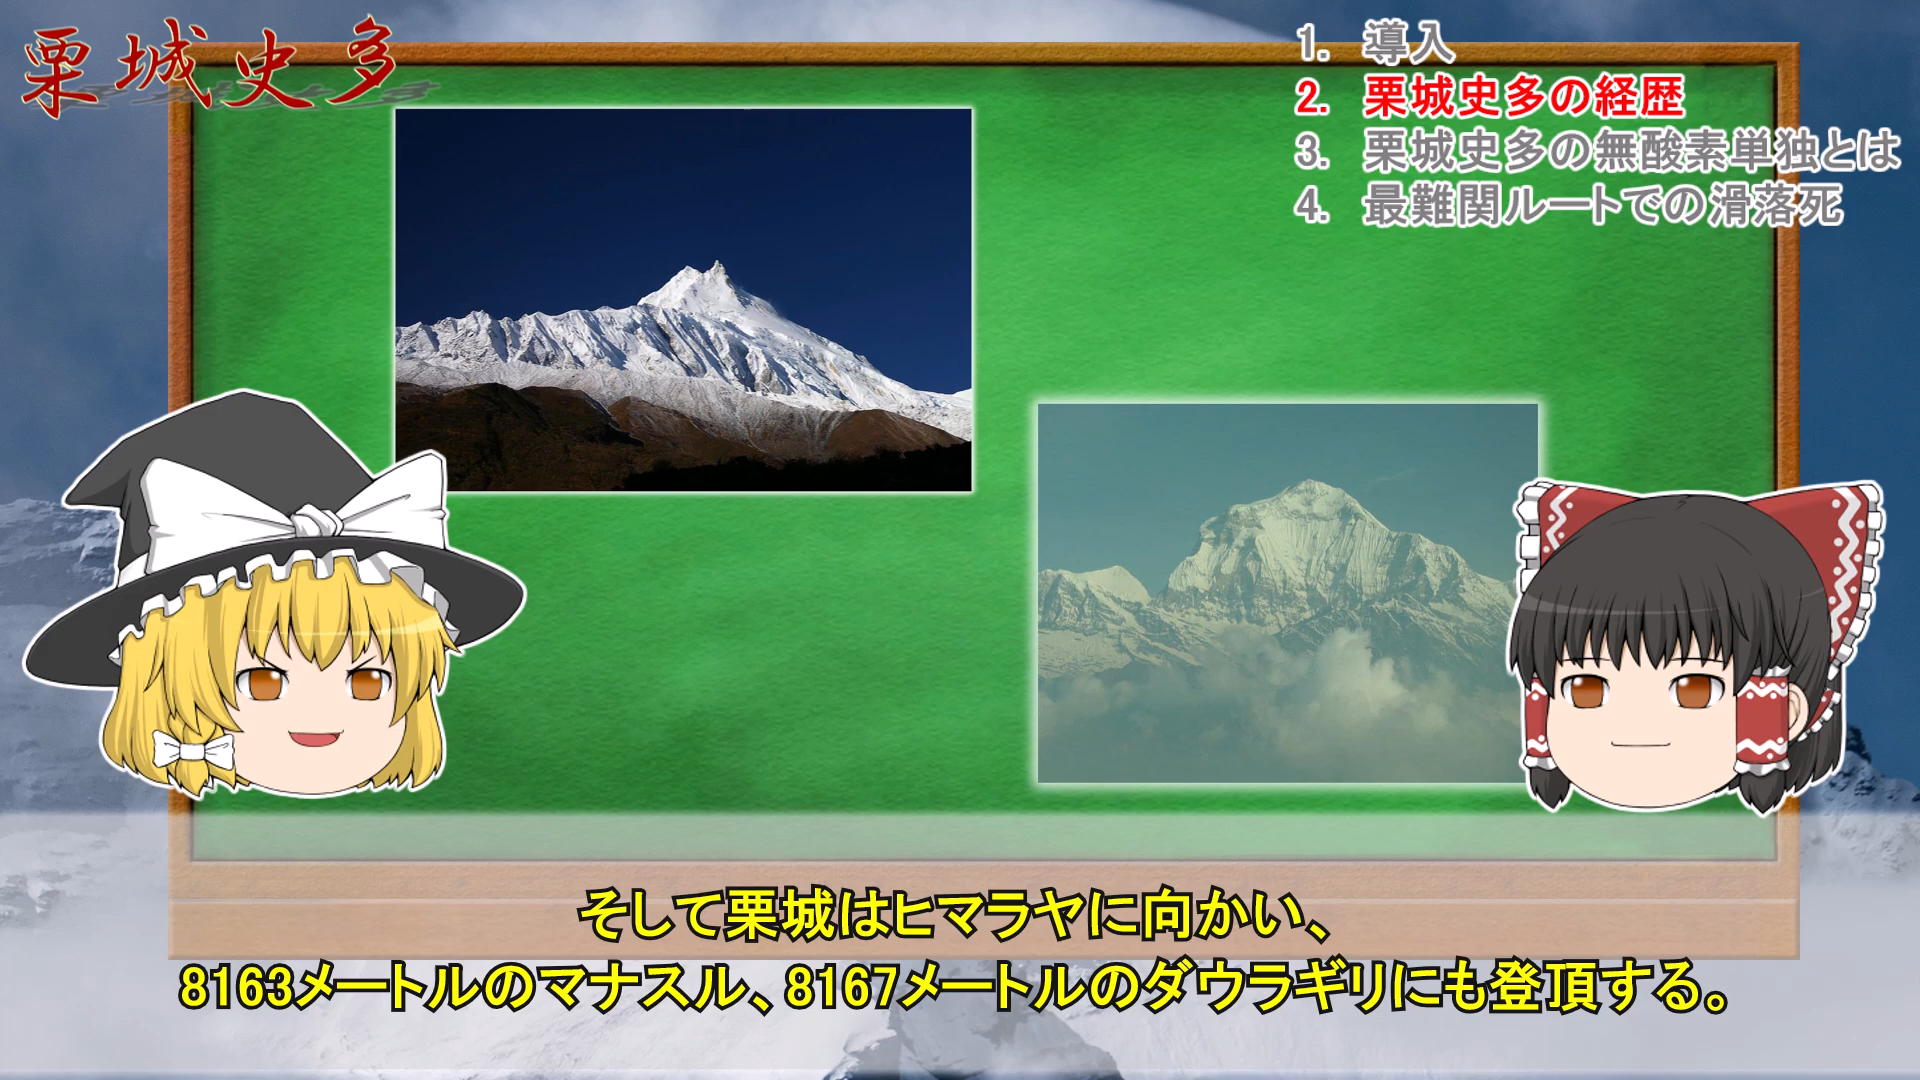 栗城史多
1. 導入
2. 栗城史多の経歴
3. 栗城史多の無酸素単独とは
4. 最難関ルートでの滑落死
そして栗城はヒマラヤに向かい、
8163メートルのマナスル、8167メートルのダウラギリにも登頂する。